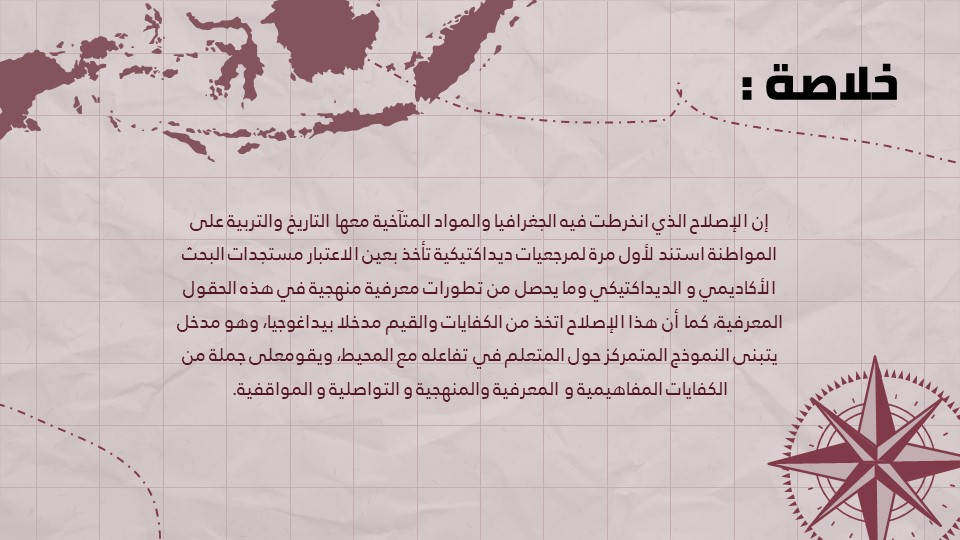 خلاصة :
إن الإصلاح الذي انخرطت فيه الجغرافيا والمواد المتآخية معها التاريخ والتربية على
المواطنة استند لأول مرة لمرجعيات ديداكتيكية تأخذ بعين الاعتبار مستجدات البحث
الأكاديمي و الديداكتيكي وما يحصل من تطورات معرفية منهجية في هذه الحقول
المعرفية، كما أن هذا الإصلاح اتخذ من الكفايات والقيم مدخلا بيداغوجيا، وهو مدخل
يتبنى النموذج المتمركز حول المتعلم في تفاعله مع المحيط، ويقومعلى جملة من
الكفايات المفاهيمية و المعرفية والمنهجية و التواصلية و المواقفية.